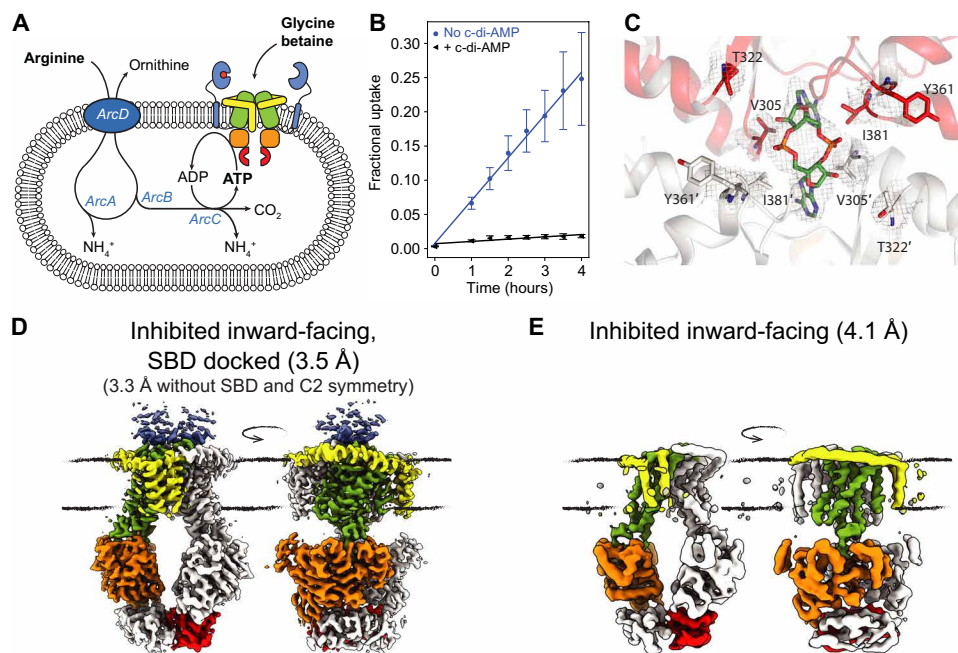 A
Arginine
Ornithine
Glycine
betaine
ArcD
ArcA
ArcB
ArcC
ADP
ATP
CO₂
NH₄⁺
NH₄⁺
B
No c-di-AMP
+ c-di-AMP
Fractional uptake
0.30
0.25
0.20
0.15
0.10
0.05
0.00
0 1 2 3 4
Time (hours)
C
T322
Y361
V305
I381
Y361′
I381′
V305′
T322′
D
Inhibited inward-facing,
SBD docked (3.5 Å)
(3.3 Å without SBD and C2 symmetry)
E
Inhibited inward-facing (4.1 Å)